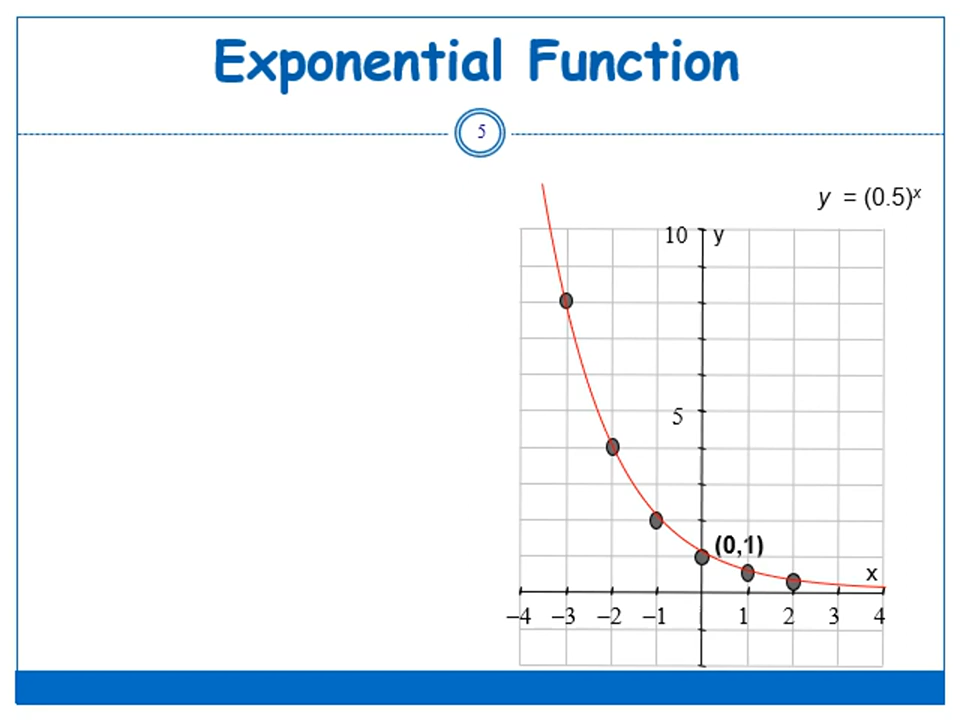 Exponential Function
5
y = (0.5)ˣ
10 y
5
(0,1)
x
–4 –3 –2 –1 1 2 3 4